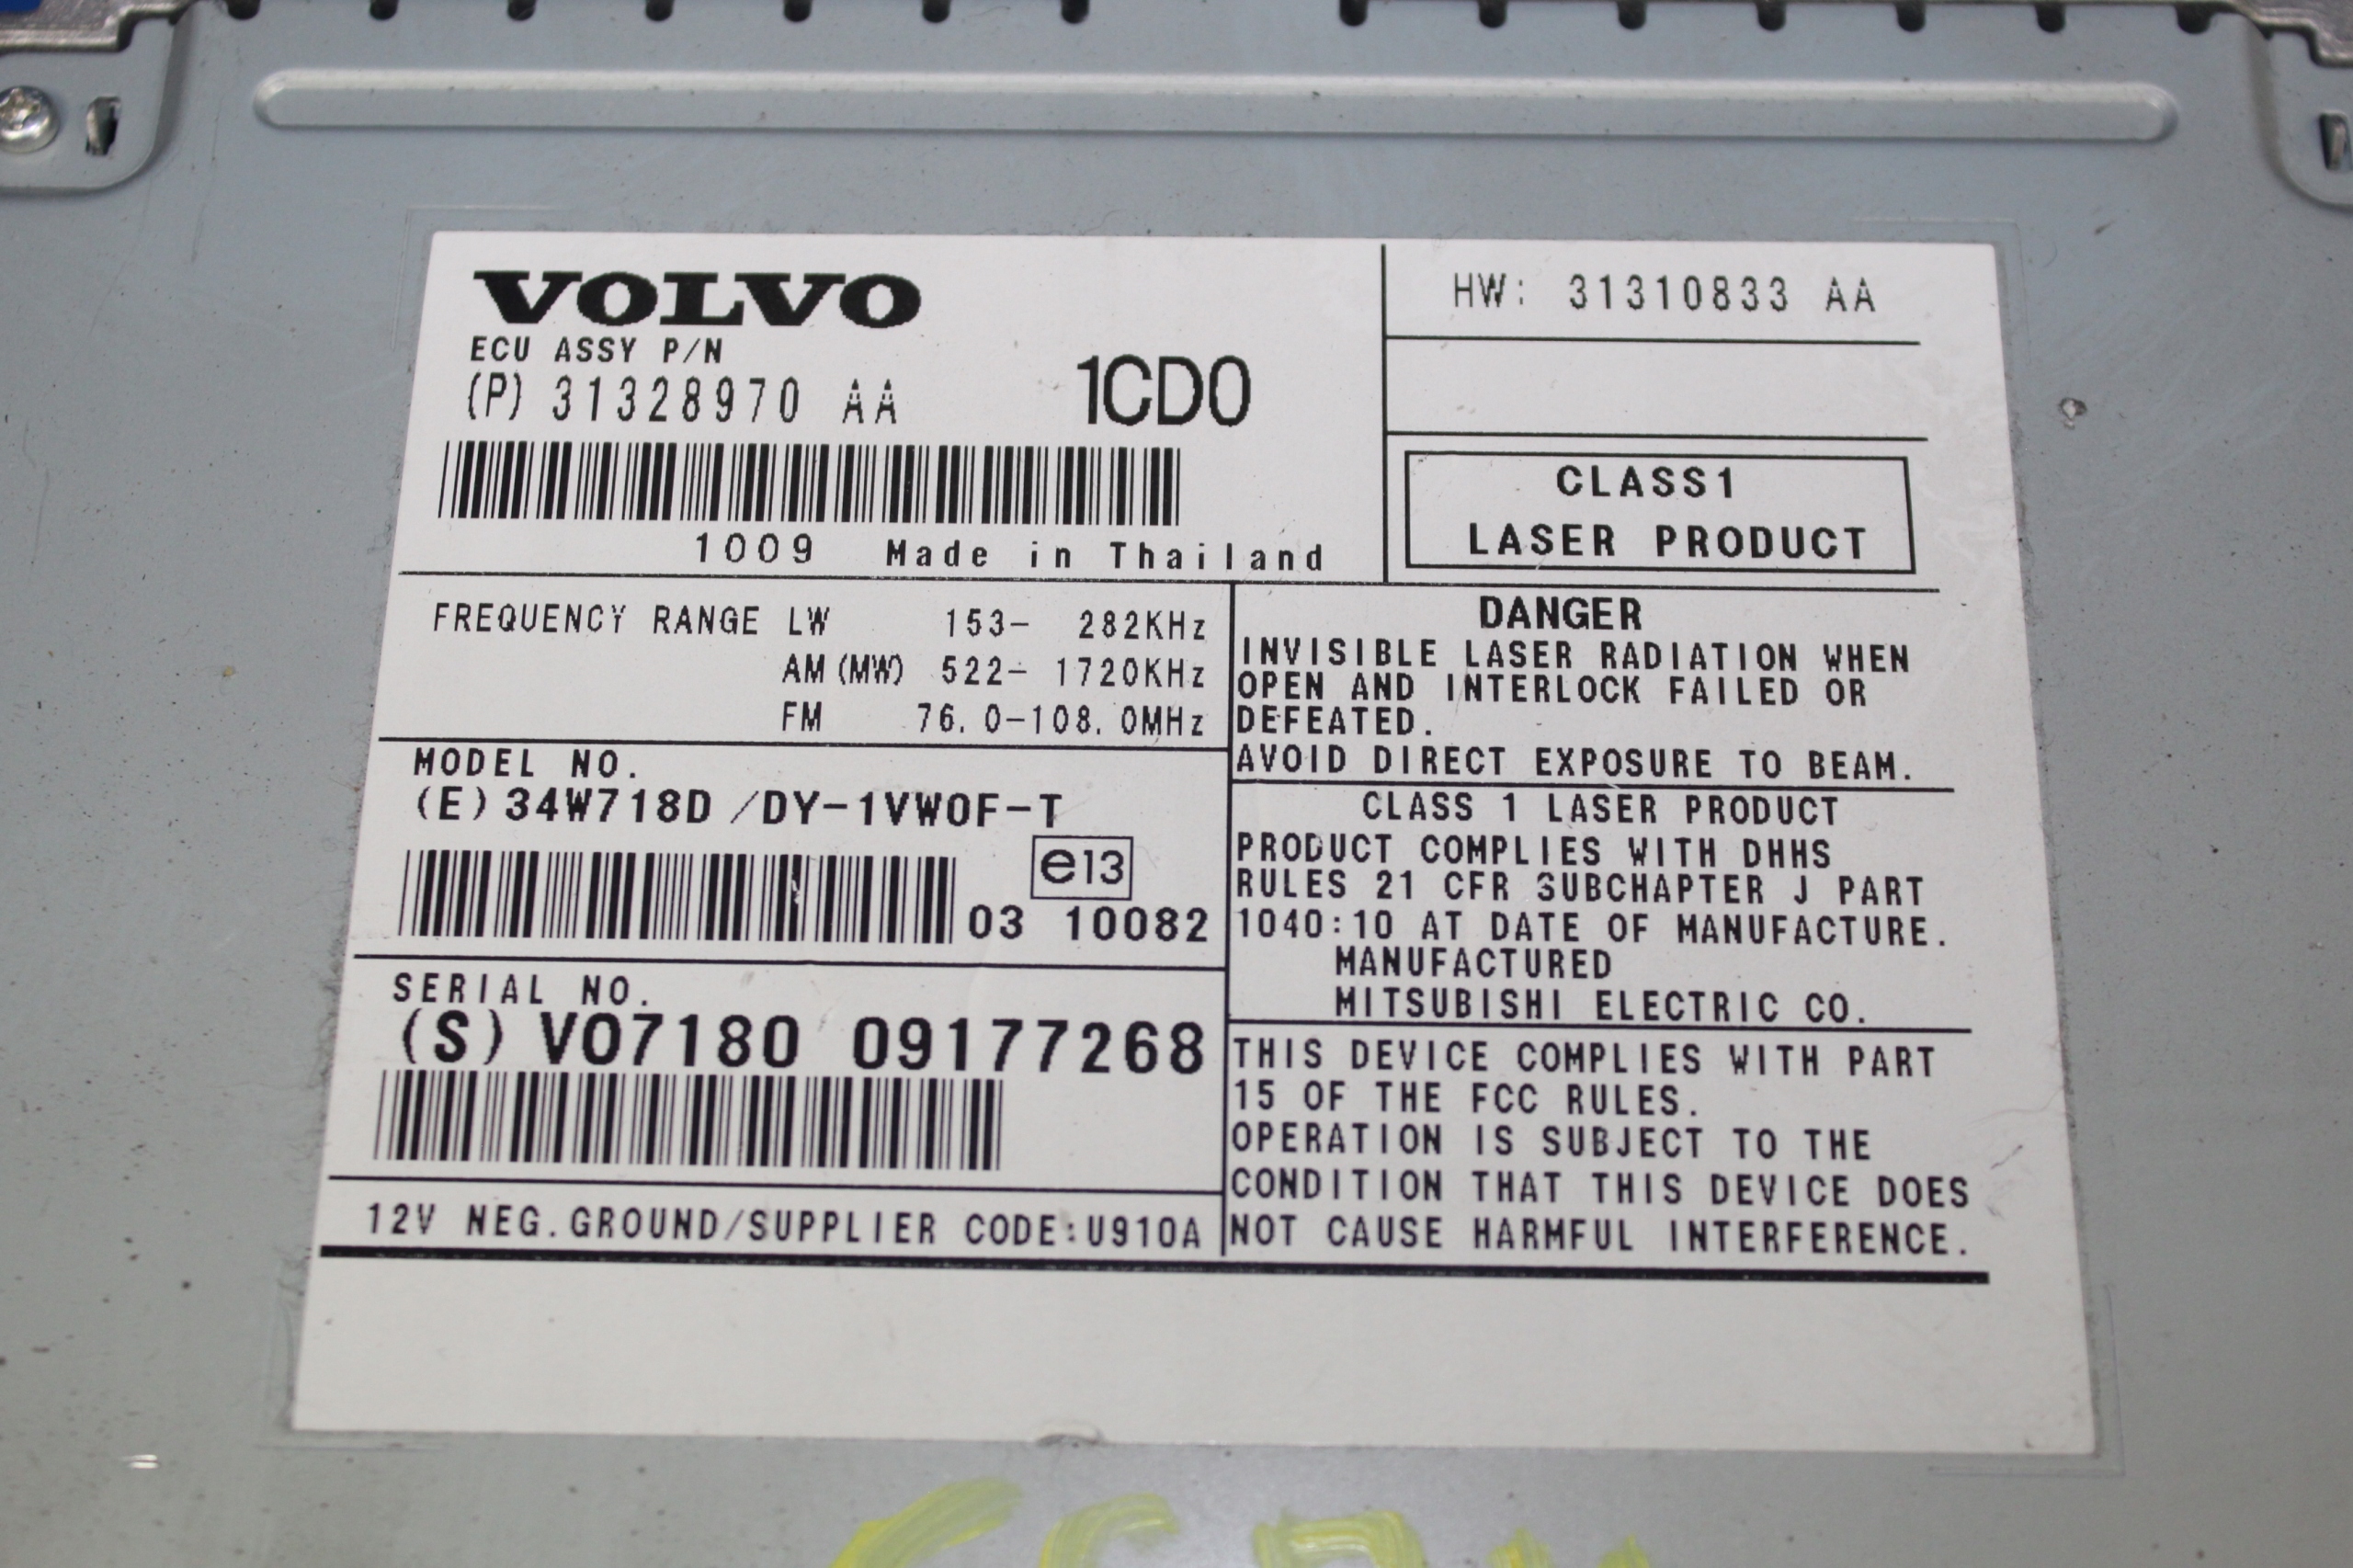 VOLVO
ECU ASSY P/N
(P) 31328970 AA 1CD0
1009 Made in Thailand
HW: 31310833 AA
CLASS1
LASER PRODUCT
FREQUENCY RANGE LW 153- 282KHz
AM(MW) 522- 1720KHz
FM 76.0-108.0MHz
DANGER
INVISIBLE LASER RADIATION WHEN
OPEN AND INTERLOCK FAILED OR
DEFEATED.
AVOID DIRECT EXPOSURE TO BEAM.
MODEL NO.
(E)34W718D /DY-1VW0F-T
e13
03 10082
CLASS 1 LASER PRODUCT
PRODUCT COMPLIES WITH DHHS
RULES 21 CFR SUBCHAPTER J PART
1040:10 AT DATE OF MANUFACTURE.
MANUFACTURED
MITSUBISHI ELECTRIC CO.
SERIAL NO.
(S) VO7180 09177268
THIS DEVICE COMPLIES WITH PART
15 OF THE FCC RULES.
OPERATION IS SUBJECT TO THE
CONDITION THAT THIS DEVICE DOES
NOT CAUSE HARMFUL INTERFERENCE.
12V NEG.GROUND/SUPPLIER CODE:U910A